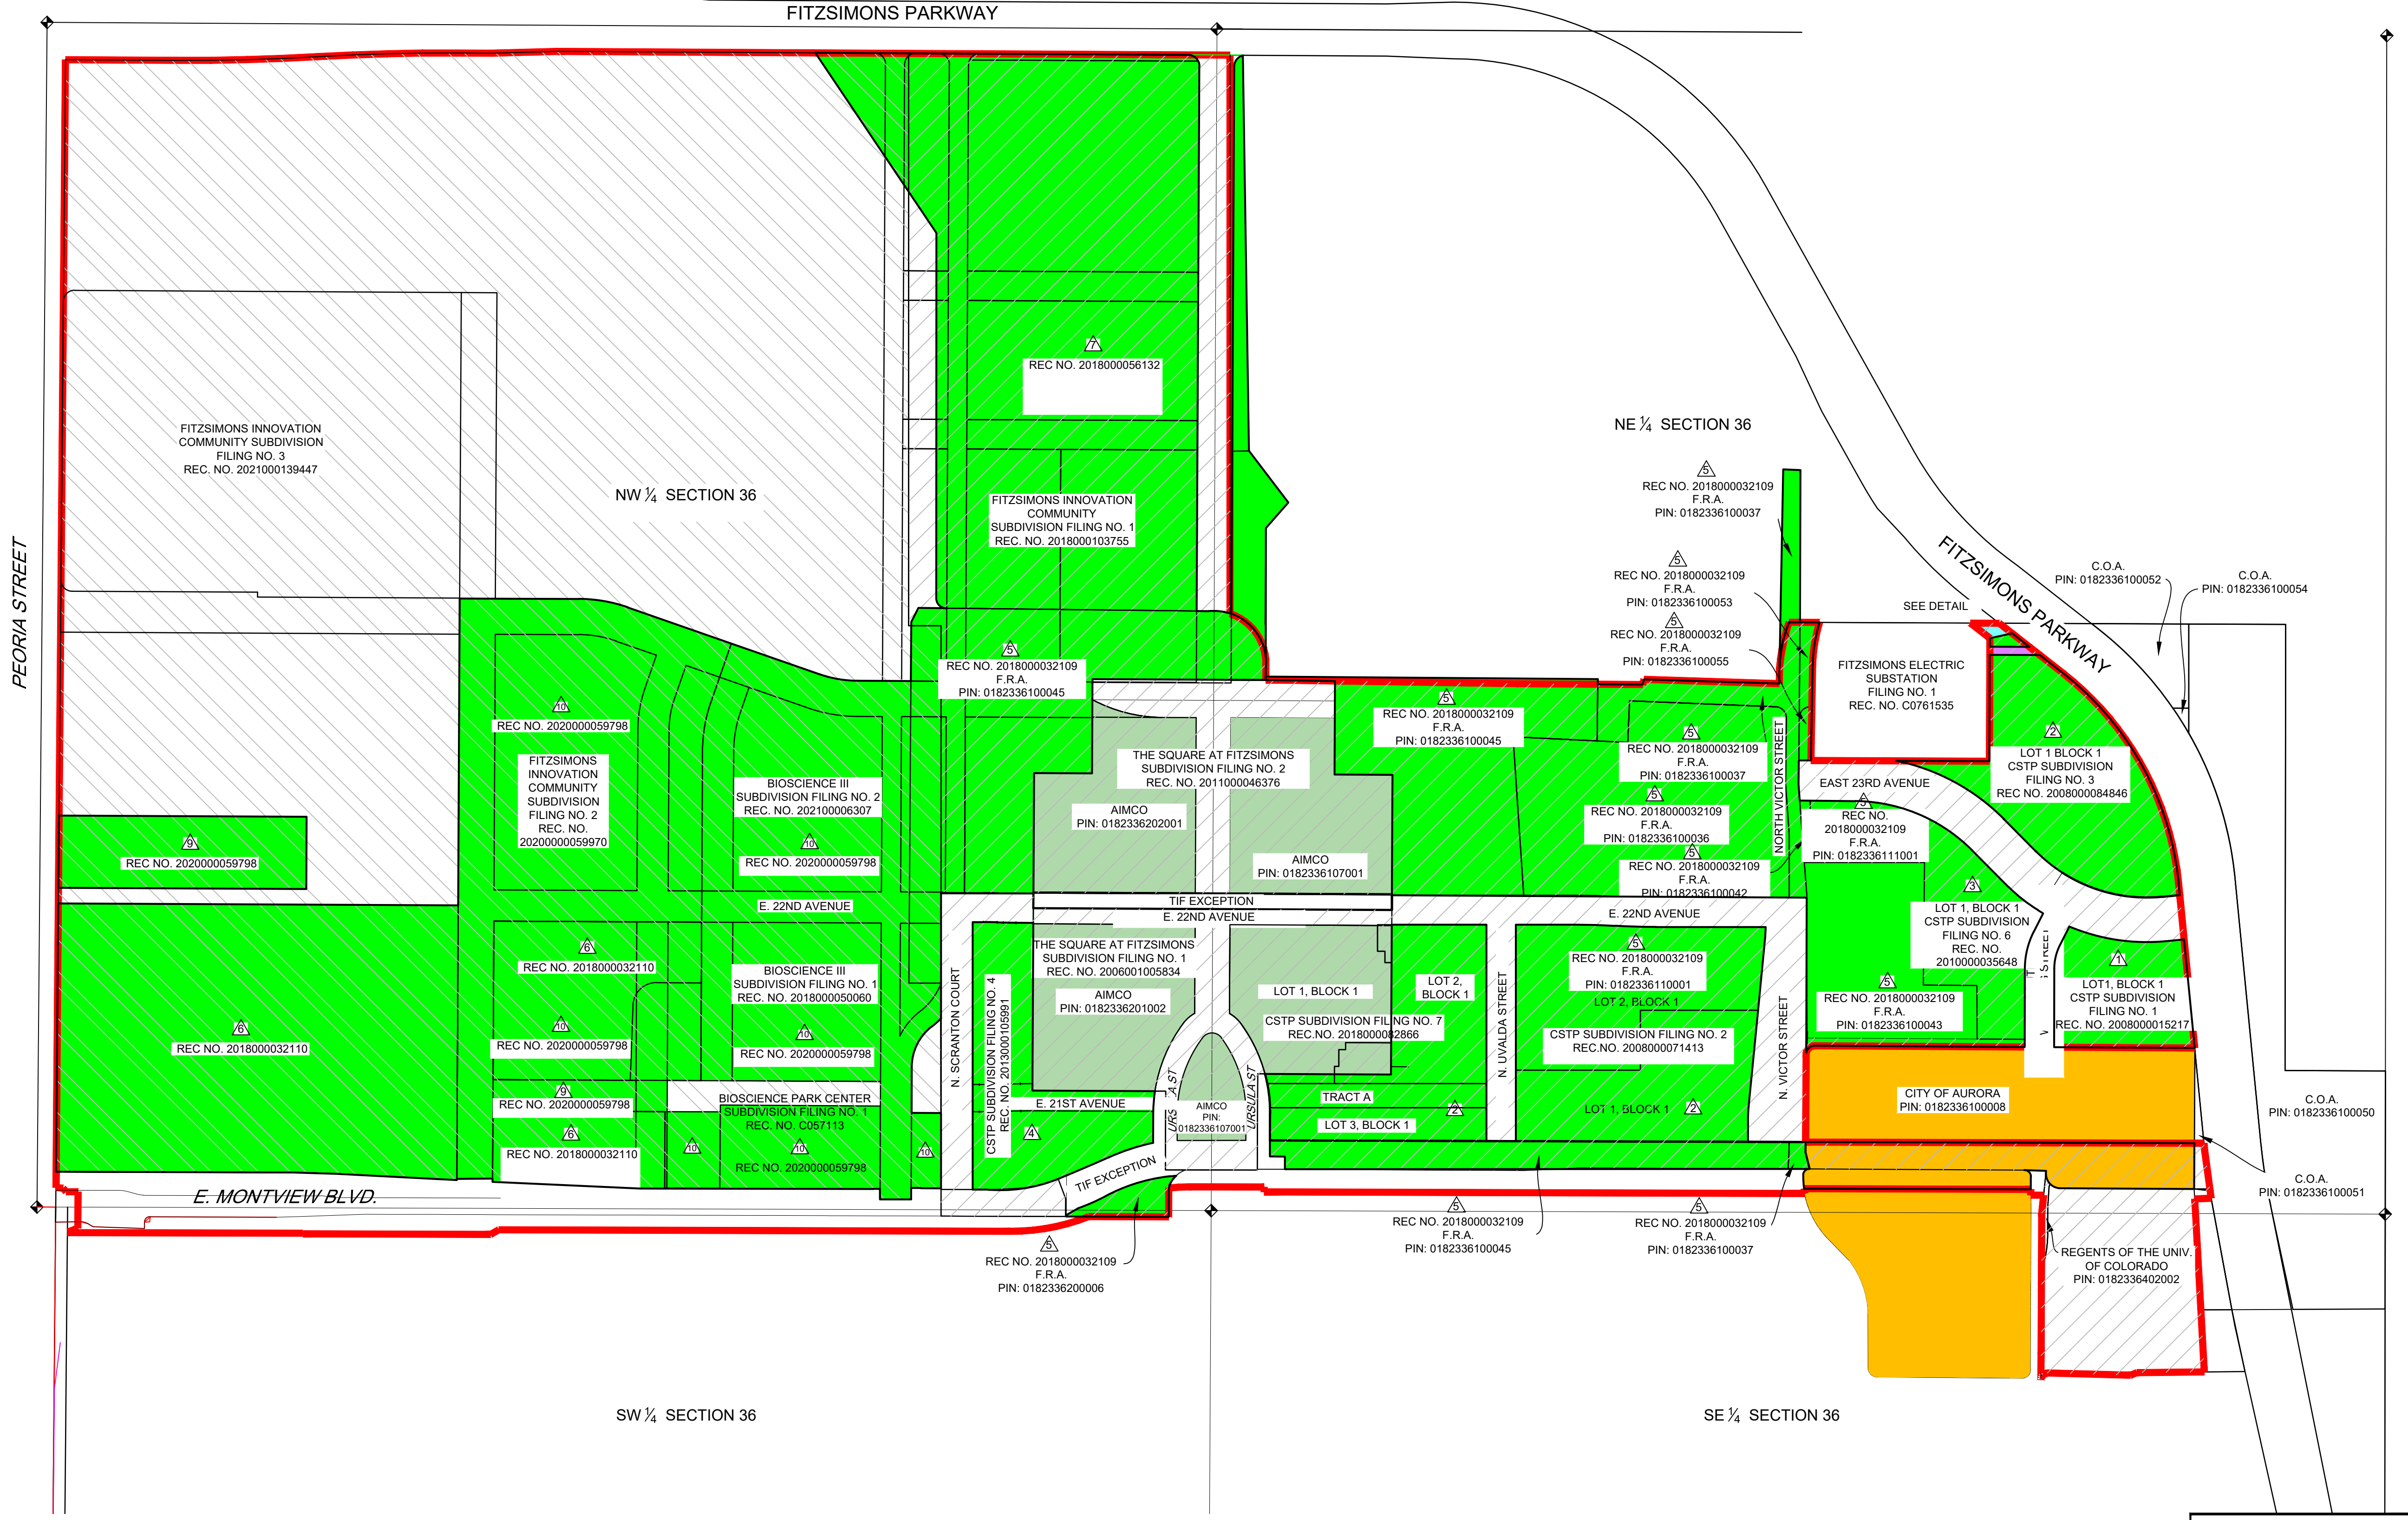 FITZSIMONS PARKWAY
PEORIA STREET
FITZSIMONS INNOVATION
COMMUNITY SUBDIVISION
FILING NO. 3
REC. NO. 2021000139447
NW 1/4 SECTION 36
7
REC NO. 2018000056132
FITZSIMONS INNOVATION
COMMUNITY
SUBDIVISION FILING NO. 1
REC. NO. 2018000103755
NE 1/4 SECTION 36
5
REC NO. 2018000032109
F.R.A.
PIN: 0182336100037
5
REC NO. 2018000032109
F.R.A.
PIN: 0182336100053
5
REC NO. 2018000032109
F.R.A.
PIN: 0182336100055
SEE DETAIL
FITZSIMONS PARKWAY
C.O.A.
PIN: 0182336100052
C.O.A.
PIN: 0182336100054
FITZSIMONS ELECTRIC
SUBSTATION
FILING NO. 1
REC. NO. C0761535
5
REC NO. 2018000032109
F.R.A.
PIN: 0182336100045
5
REC NO. 2018000032109
F.R.A.
PIN: 0182336100045
5
REC NO. 2018000032109
F.R.A.
PIN: 0182336100037
5
REC NO. 2018000032109
F.R.A.
PIN: 0182336100036
5
REC NO. 2018000032109
F.R.A.
PIN: 0182336100042
NORTH VICTOR STREET
EAST 23RD AVENUE
2
LOT 1 BLOCK 1
CSTP SUBDIVISION
FILING NO. 3
REC NO. 2008000084846
5
REC NO.
2018000032109
F.R.A.
PIN: 0182336111001
10
REC NO. 2020000059798
FITZSIMONS
INNOVATION
COMMUNITY
SUBDIVISION
FILING NO. 2
REC. NO.
20200000059970
BIOSCIENCE III
SUBDIVISION FILING NO. 2
REC NO. 202100006307
10
REC NO. 2020000059798
THE SQUARE AT FITZSIMONS
SUBDIVISION FILING NO. 2
REC. NO. 2011000046376
AIMCO
PIN: 0182336202001
AIMCO
PIN: 0182336107001
9
REC NO. 2020000059798
E. 22ND AVENUE
TIF EXCEPTION
E. 22ND AVENUE
E. 22ND AVENUE
3
LOT 1, BLOCK 1
CSTP SUBDIVISION
FILING NO. 6
REC. NO.
2010000035648
6
REC NO. 2018000032110
6
REC NO. 2018000032110
10
REC NO. 2020000059798
BIOSCIENCE III
SUBDIVISION FILING NO. 1
REC. NO. 2018000050060
10
REC NO. 2020000059798
N. SCRANTON COURT
CSTP SUBDIVISION FILING NO. 4
REC. NO. 2013000105991
THE SQUARE AT FITZSIMONS
SUBDIVISION FILING NO. 1
REC. NO. 2006001005834
AIMCO
PIN: 0182336201002
LOT 1, BLOCK 1
LOT 2,
BLOCK 1
CSTP SUBDIVISION FILING NO. 7
REC.NO. 2018000082866
N. UVALDA STREET
5
REC NO. 2018000032109
F.R.A.
PIN: 0182336110001
LOT 2, BLOCK 1
CSTP SUBDIVISION FILING NO. 2
REC.NO. 2008000071413
N. VICTOR STREET
5
REC NO. 2018000032109
F.R.A.
PIN: 0182336100043
1
LOT1, BLOCK 1
CSTP SUBDIVISION
FILING NO. 1
REC. NO. 2008000015217
9
REC NO. 2020000059798
6
REC NO. 2018000032110
BIOSCIENCE PARK CENTER
SUBDIVISION FILING NO. 1
REC. NO. C057113
10
10
REC NO. 2020000059798
10
E. 21ST AVENUE
4
TIF EXCEPTION
AIMCO
PIN:
0182336107001
URSULA ST
TRACT A
LOT 3, BLOCK 1
2
LOT 1, BLOCK 1
2
CITY OF AURORA
PIN: 0182336100008
C.O.A.
PIN: 0182336100050
C.O.A.
PIN: 0182336100051
E. MONTVIEW BLVD.
5
REC NO. 2018000032109
F.R.A.
PIN: 0182336200006
5
REC NO. 2018000032109
F.R.A.
PIN: 0182336100045
5
REC NO. 2018000032109
F.R.A.
PIN: 0182336100037
REGENTS OF THE UNIV.
OF COLORADO
PIN: 0182336402002
SW 1/4 SECTION 36
SE 1/4 SECTION 36